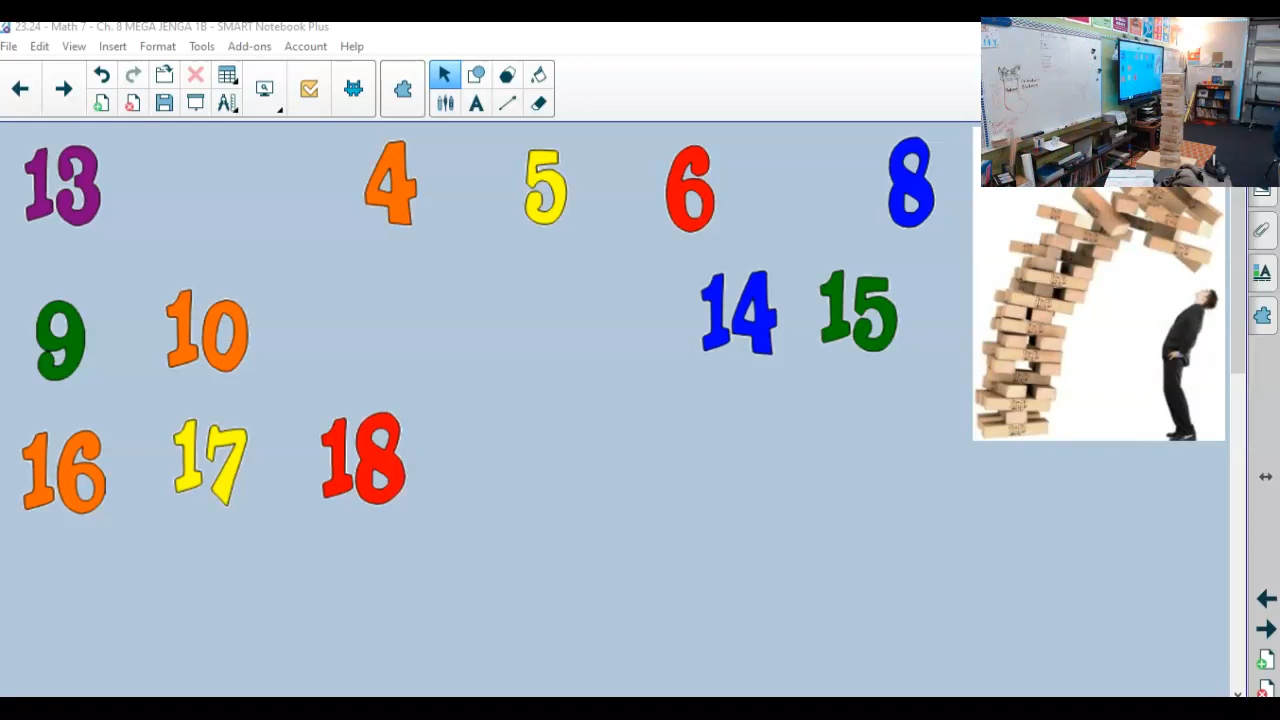 23.24 - Math 7 - Ch. 8 MEGA JENGA 1B - SMART Notebook Plus
File Edit View Insert Format Tools Add-ons Account Help
13 4 5 6 8
14 15
9 10
16 17 18